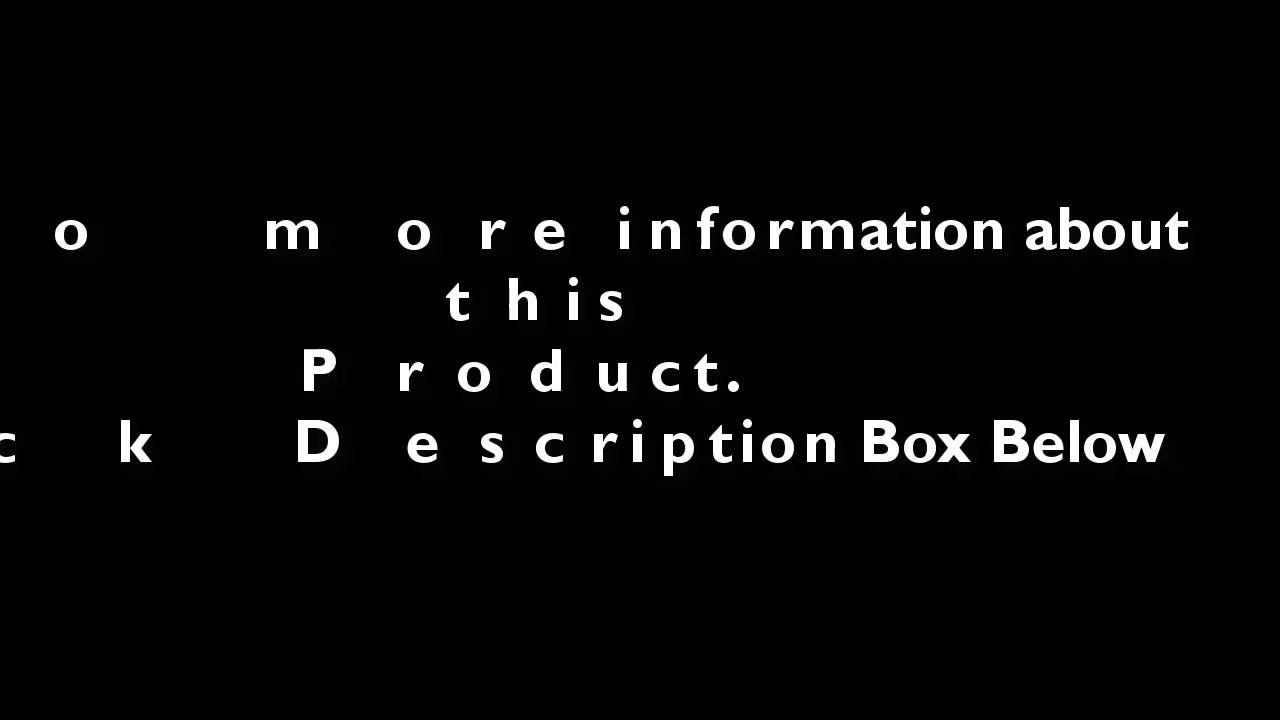 o more information about
this
Product.
c k Description Box Below